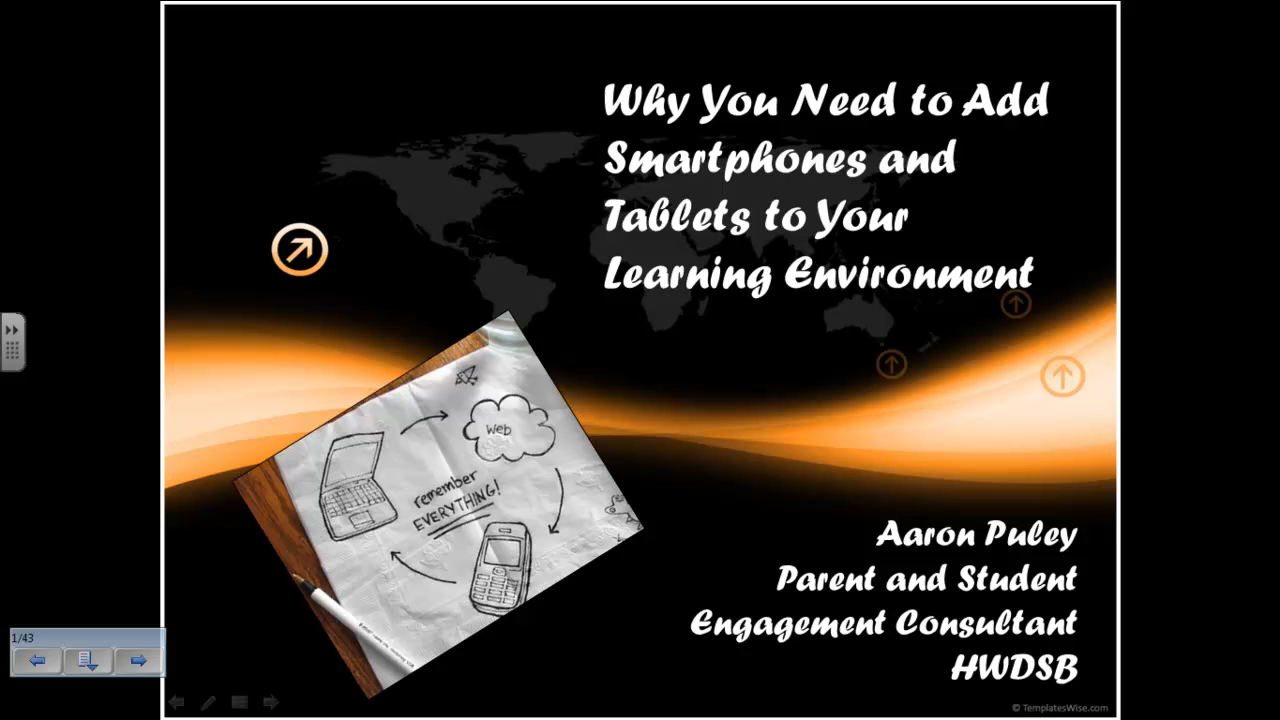 Why You Need to Add
Smartphones and
Tablets to Your
Learning Environment
web
remember
EVERYTHING!
Aaron Puley
Parent and Student
Engagement Consultant
HWDSB
1/43
© TemplatesWise.com